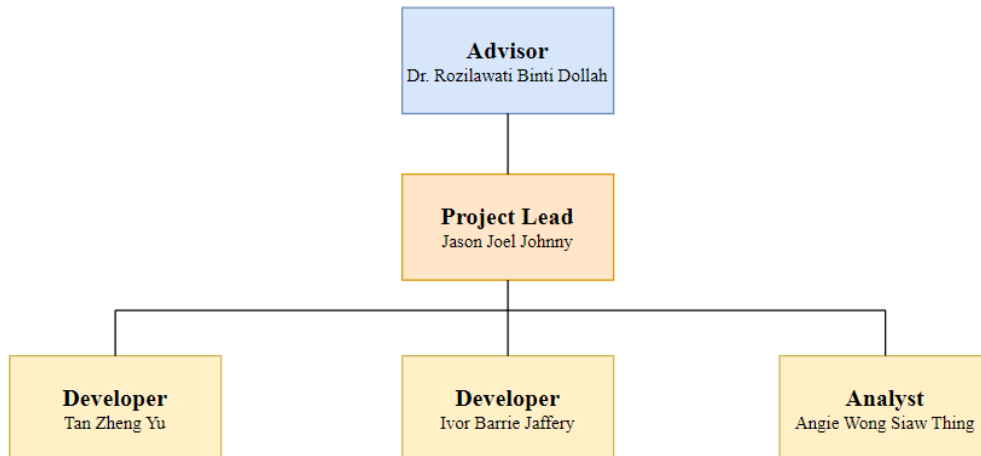 Advisor
Dr. Rozilawati Binti Dollah
Project Lead
Jason Joel Johnny
Developer
Tan Zheng Yu
Developer
Ivor Barrie Jaffery
Analyst
Angie Wong Siaw Thing